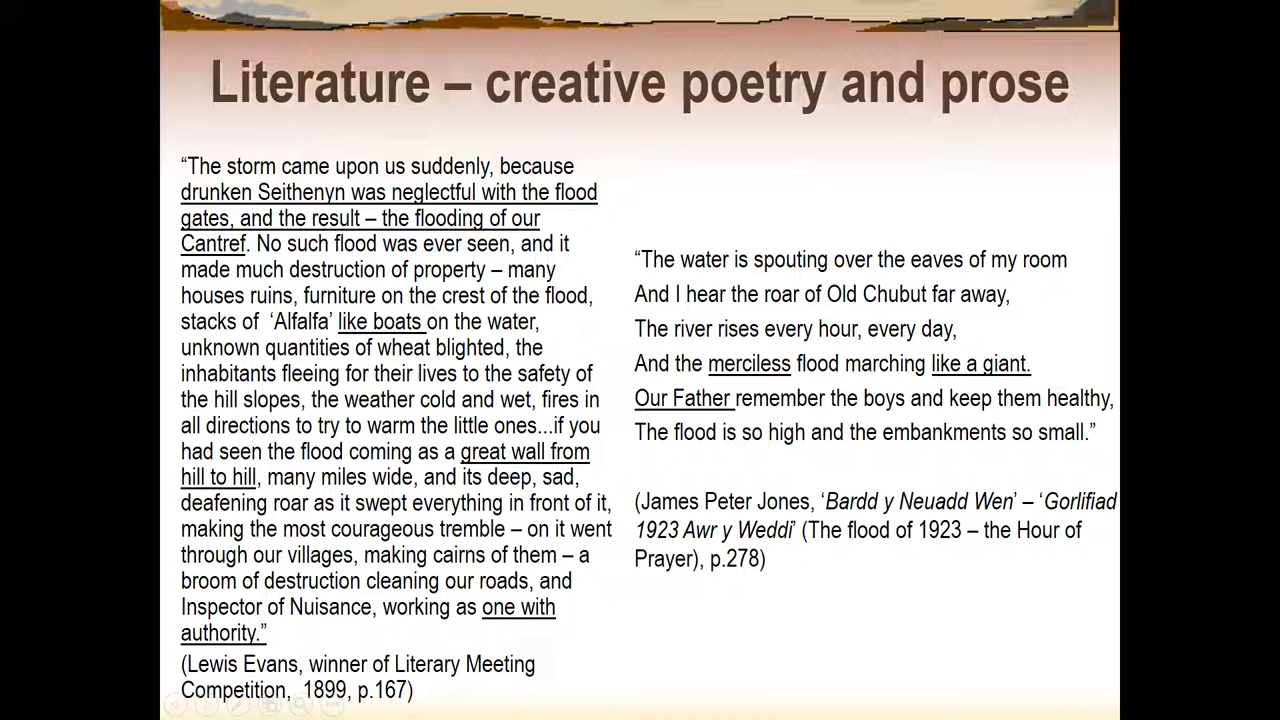 Literature – creative poetry and prose
“The storm came upon us suddenly, because
drunken Seithenyn was neglectful with the flood
gates, and the result – the flooding of our
Cantref. No such flood was ever seen, and it
made much destruction of property – many
houses ruins, furniture on the crest of the flood,
stacks of ‘Alfalfa’ like boats on the water,
unknown quantities of wheat blighted, the
inhabitants fleeing for their lives to the safety of
the hill slopes, the weather cold and wet, fires in
all directions to try to warm the little ones...if you
had seen the flood coming as a great wall from
hill to hill, many miles wide, and its deep, sad,
deafening roar as it swept everything in front of it,
making the most courageous tremble – on it went
through our villages, making cairns of them – a
broom of destruction cleaning our roads, and
Inspector of Nuisance, working as one with
authority.”
(Lewis Evans, winner of Literary Meeting
Competition, 1899, p.167)
“The water is spouting over the eaves of my room
And I hear the roar of Old Chubut far away,
The river rises every hour, every day,
And the merciless flood marching like a giant.
Our Father remember the boys and keep them healthy,
The flood is so high and the embankments so small.”
(James Peter Jones, ‘Bardd y Neuadd Wen’ – ‘Gorlifiad
1923 Awr y Weddi’ (The flood of 1923 – the Hour of
Prayer), p.278)